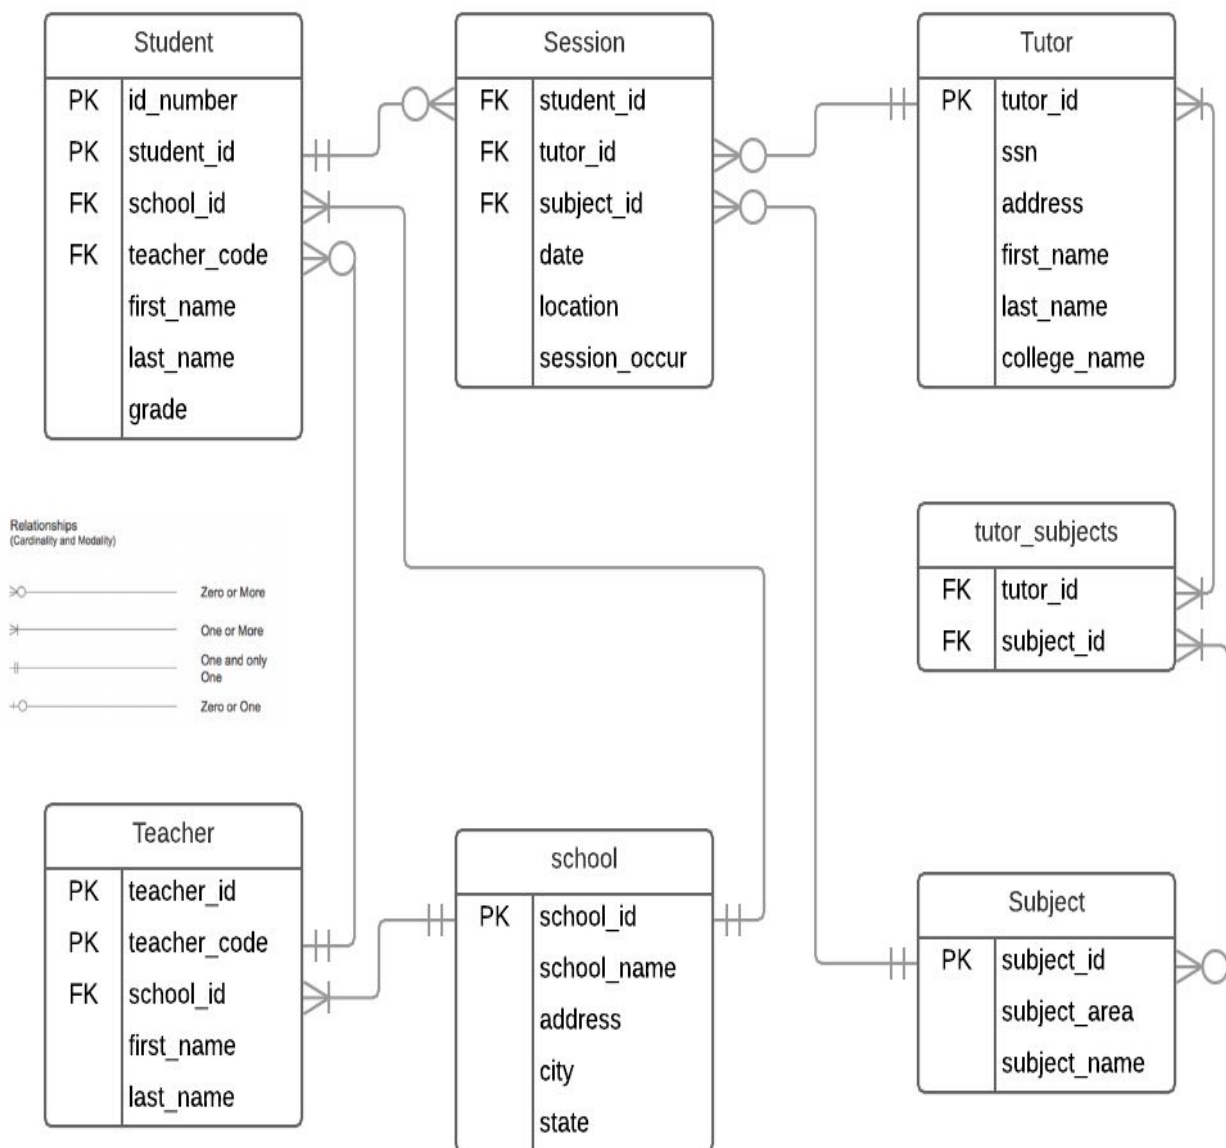 Student
PK id_number
PK student_id
FK school_id
FK teacher_code
first_name
last_name
grade
Session
FK student_id
FK tutor_id
FK subject_id
date
location
session_occur
Tutor
PK tutor_id
ssn
address
first_name
last_name
college_name
Relationships
(Cardinality and Modality)
Zero or More
One or More
One and only
One
Zero or One
tutor_subjects
FK tutor_id
FK subject_id
Teacher
PK teacher_id
PK teacher_code
FK school_id
first_name
last_name
school
PK school_id
school_name
address
city
state
Subject
PK subject_id
subject_area
subject_name